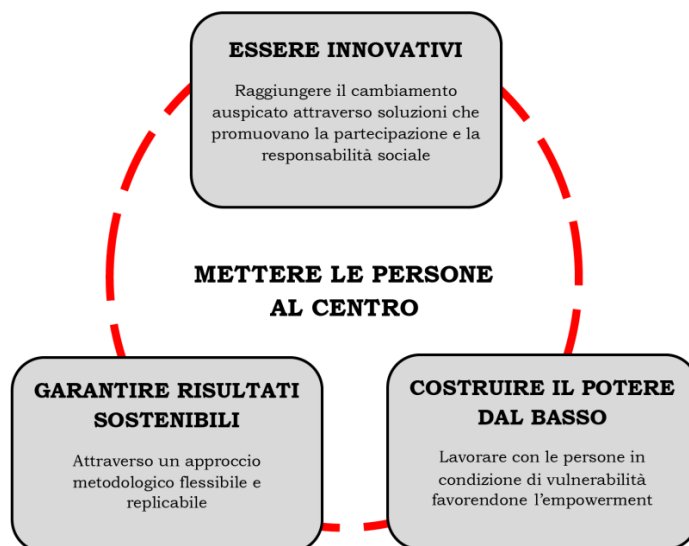 ESSERE INNOVATIVI
Raggiungere il cambiamento
auspicato attraverso soluzioni che
promuovano la partecipazione e la
responsabilità sociale
METTERE LE PERSONE
AL CENTRO
GARANTIRE RISULTATI
SOSTENIBILI
Attraverso un approccio
metodologico flessibile e
replicabile
COSTRUIRE IL POTERE
DAL BASSO
Lavorare con le persone in
condizione di vulnerabilità
favorendone l’empowerment